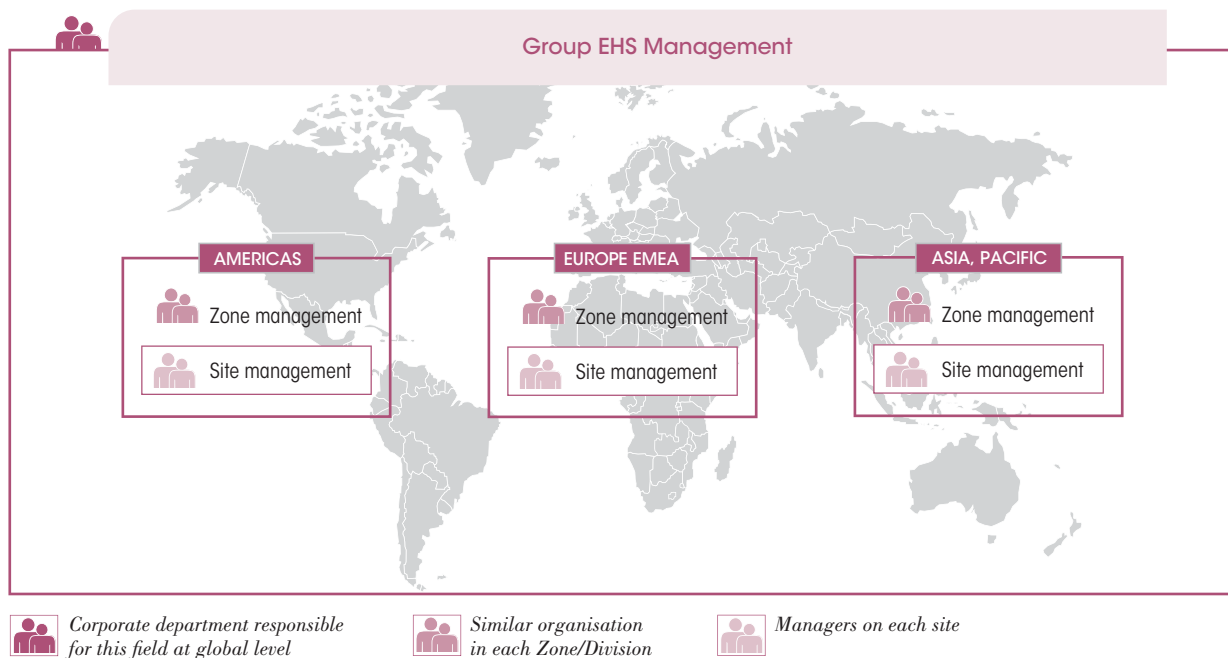 Group EHS Management
AMERICAS
Zone management
Site management
EUROPE EMEA
Zone management
Site management
ASIA, PACIFIC
Zone management
Site management
Corporate department responsible
for this field at global level
Similar organisation
in each Zone/Division
Managers on each site